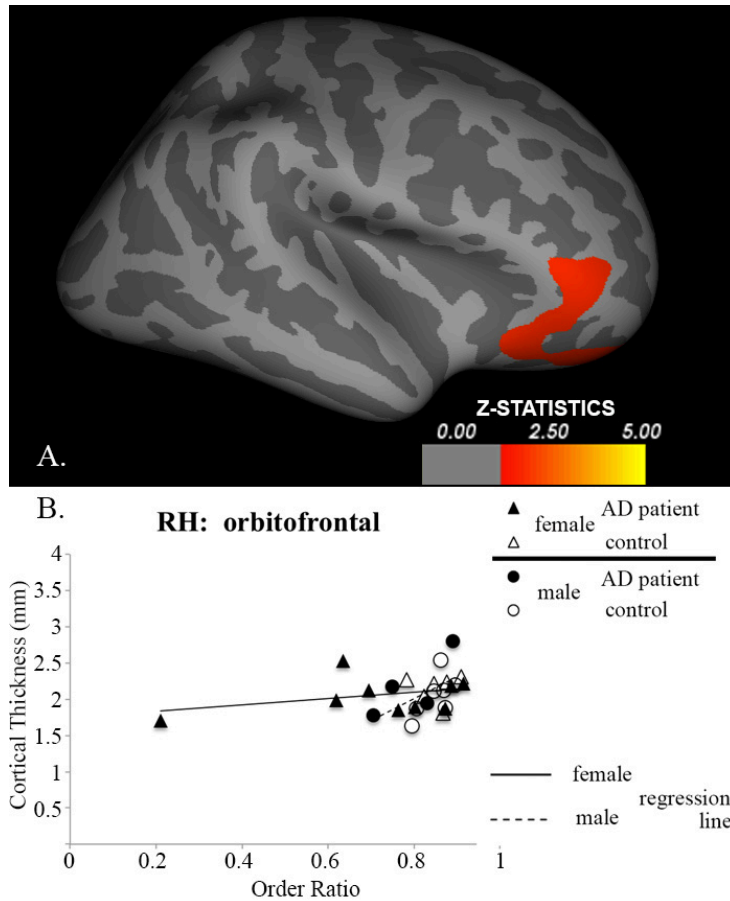 Z-STATISTICS
0.00 2.50 5.00
A.
B.
RH: orbitofrontal
female AD patient
control
male AD patient
control
Cortical Thickness (mm)
4
3.5
3
2.5
2
1.5
1
0.5
0 0.2 0.4 0.6 0.8 1
Order Ratio
female
male
regression
line